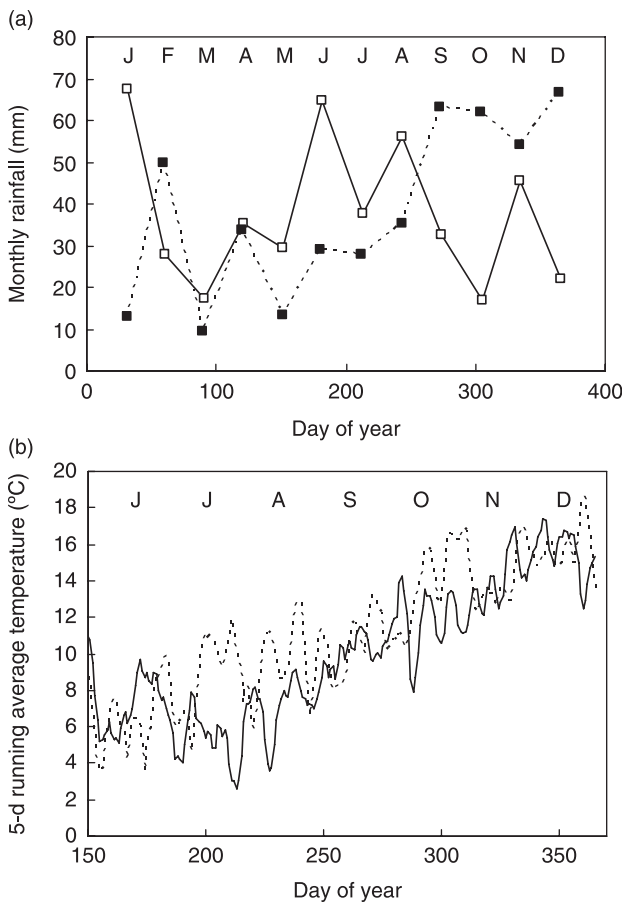 (a)
80
70
60
50
40
30
20
10
0
Monthly rainfall (mm)
J F M A M J J A S O N D
0 100 200 300 400
Day of year
(b)
20
18
16
14
12
10
8
6
4
2
0
5-d running average temperature (ºC)
J J A S O N D
150 200 250 300 350
Day of year